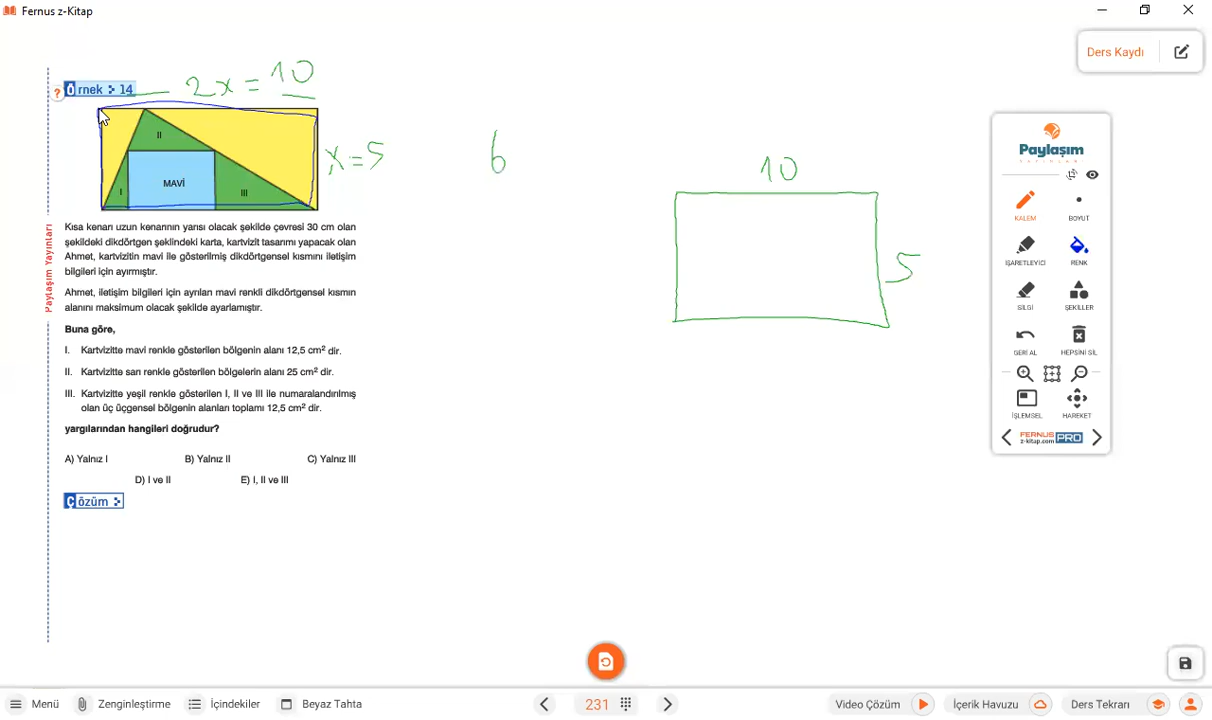 Fernus z-Kitap
Ders Kaydı
? Örnek 14
2x = 10
II
I
MAVİ
III
x = 5
6
10
5
Paylaşım Yayınları
Kısa kenarı uzun kenarının yarısı olacak şekilde çevresi 30 cm olan
şekildeki dikdörtgen şeklindeki karta, kartvizit tasarımı yapacak olan
Ahmet, kartvizitin mavi ile gösterilmiş dikdörtgensel kısmını iletişim
bilgileri için ayırmıştır.
Ahmet, iletişim bilgileri için ayrılan mavi renkli dikdörtgensel kısmın
alanını maksimum olacak şekilde ayarlamıştır.
Buna göre,
I. Kartvizitte mavi renkle gösterilen bölgenin alanı 12,5 cm² dir.
II. Kartvizitte sarı renkle gösterilen bölgelerin alanı 25 cm² dir.
III. Kartvizitte yeşil renkle gösterilen I, II ve III ile numaralandırılmış
olan üç üçgensel bölgenin alanları toplamı 12,5 cm² dir.
yargılarından hangileri doğrudur?
A) Yalnız I B) Yalnız II C) Yalnız III
D) I ve II E) I, II ve III
Çözüm
Paylaşım
YAYINLARI
KALEM BOYUT
İŞARETLEYİCİ RENK
SİLGİ ŞEKİLLER
GERİ AL HEPSİNİ SİL
İŞLEMSEL HAREKET
FERNUS z-kitap.com PRO
Menü Zenginleştirme İçindekiler Beyaz Tahta 231 Video Çözüm İçerik Havuzu Ders Tekrarı